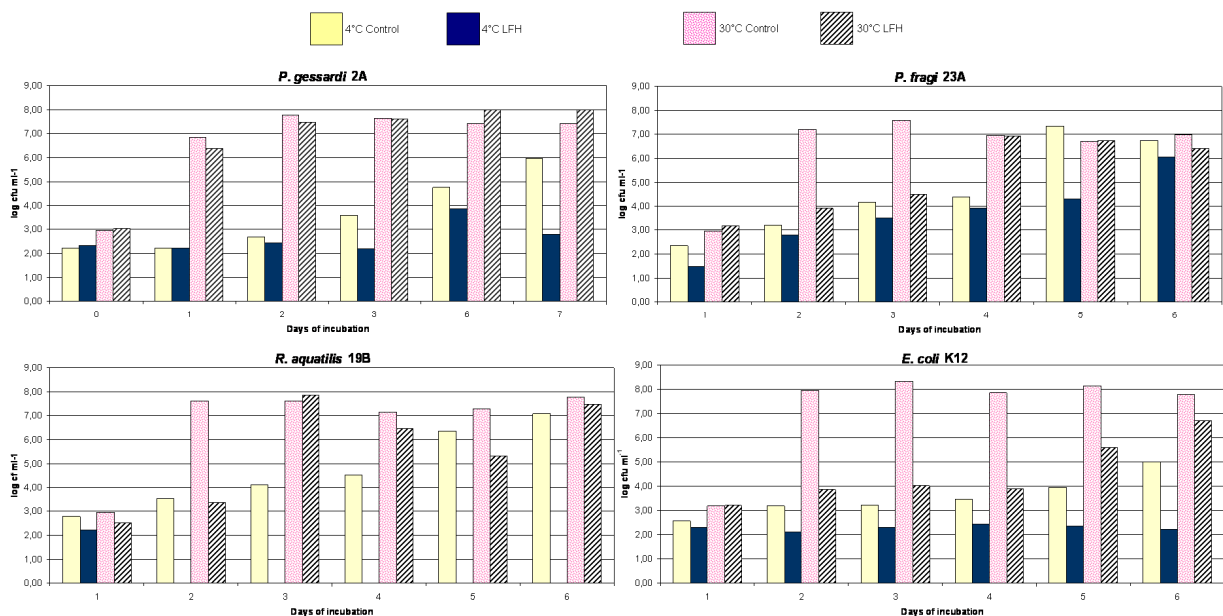 4°C Control 4°C LFH 30°C Control 30°C LFH
P. gessardi 2A
9,00
8,00
7,00
6,00
5,00
4,00
3,00
2,00
1,00
0,00
log cfu ml-1
0 1 2 3 6 7
Days of incubation
P. fragi 23A
9,00
8,00
7,00
6,00
5,00
4,00
3,00
2,00
1,00
0,00
log cfu ml-1
1 2 3 4 5 6
Days of incubation
R. aquatilis 19B
9,00
8,00
7,00
6,00
5,00
4,00
3,00
2,00
1,00
0,00
log cf ml-1
1 2 3 4 5 6
Days of incubation
E. coli K12
9,00
8,00
7,00
6,00
5,00
4,00
3,00
2,00
1,00
0,00
log cfu ml-1
1 2 3 4 5 6
Days of incubation